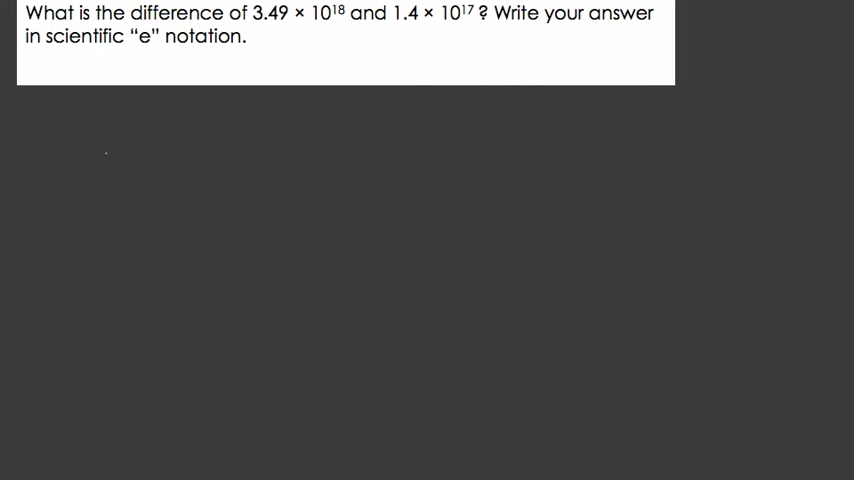 What is the difference of 3.49 × 10¹⁸ and 1.4 × 10¹⁷ ? Write your answer
in scientific “e” notation.